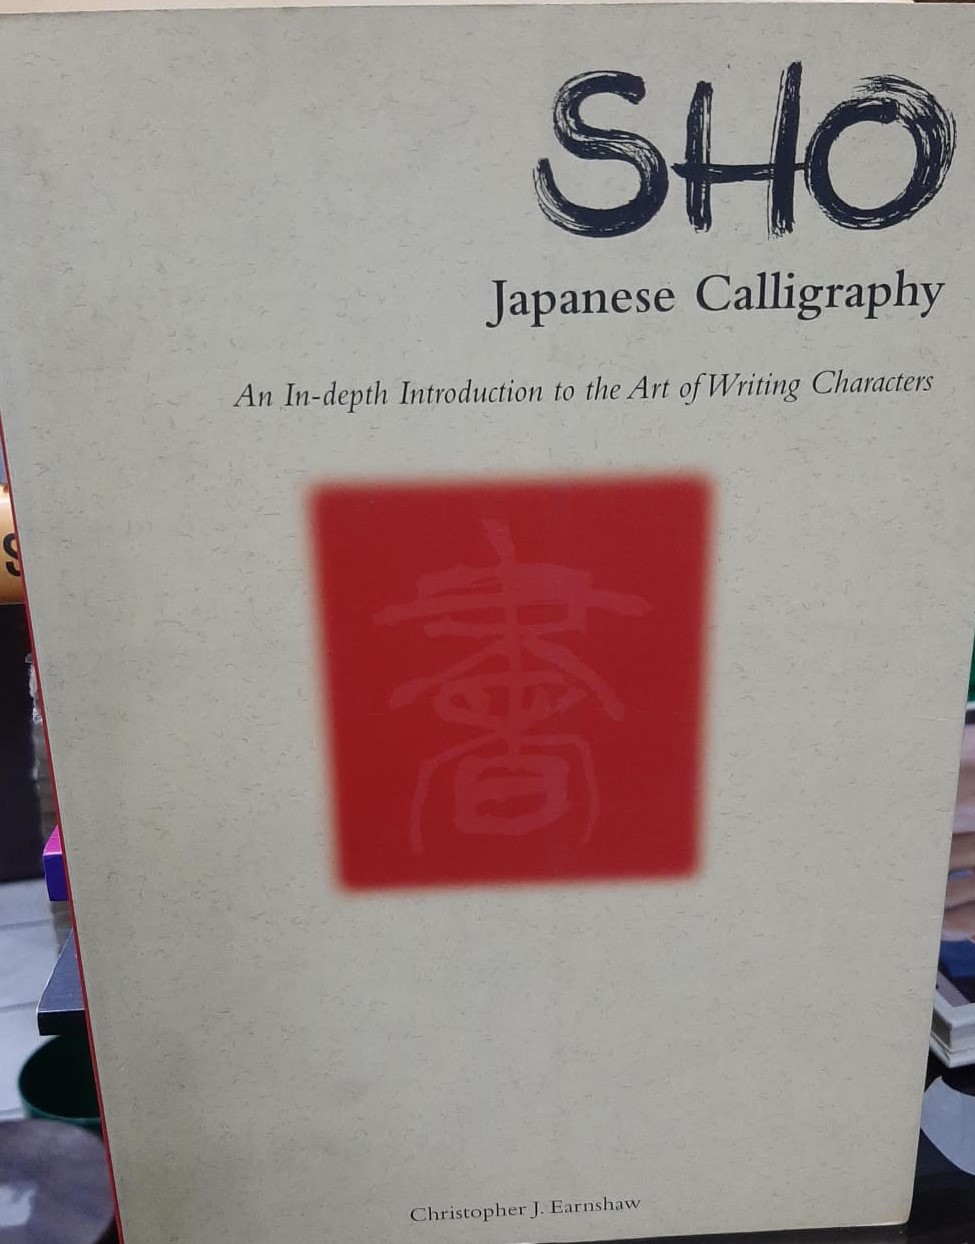 SHO
Japanese Calligraphy
An In-depth Introduction to the Art of Writing Characters
書
S
Christopher J. Earnshaw